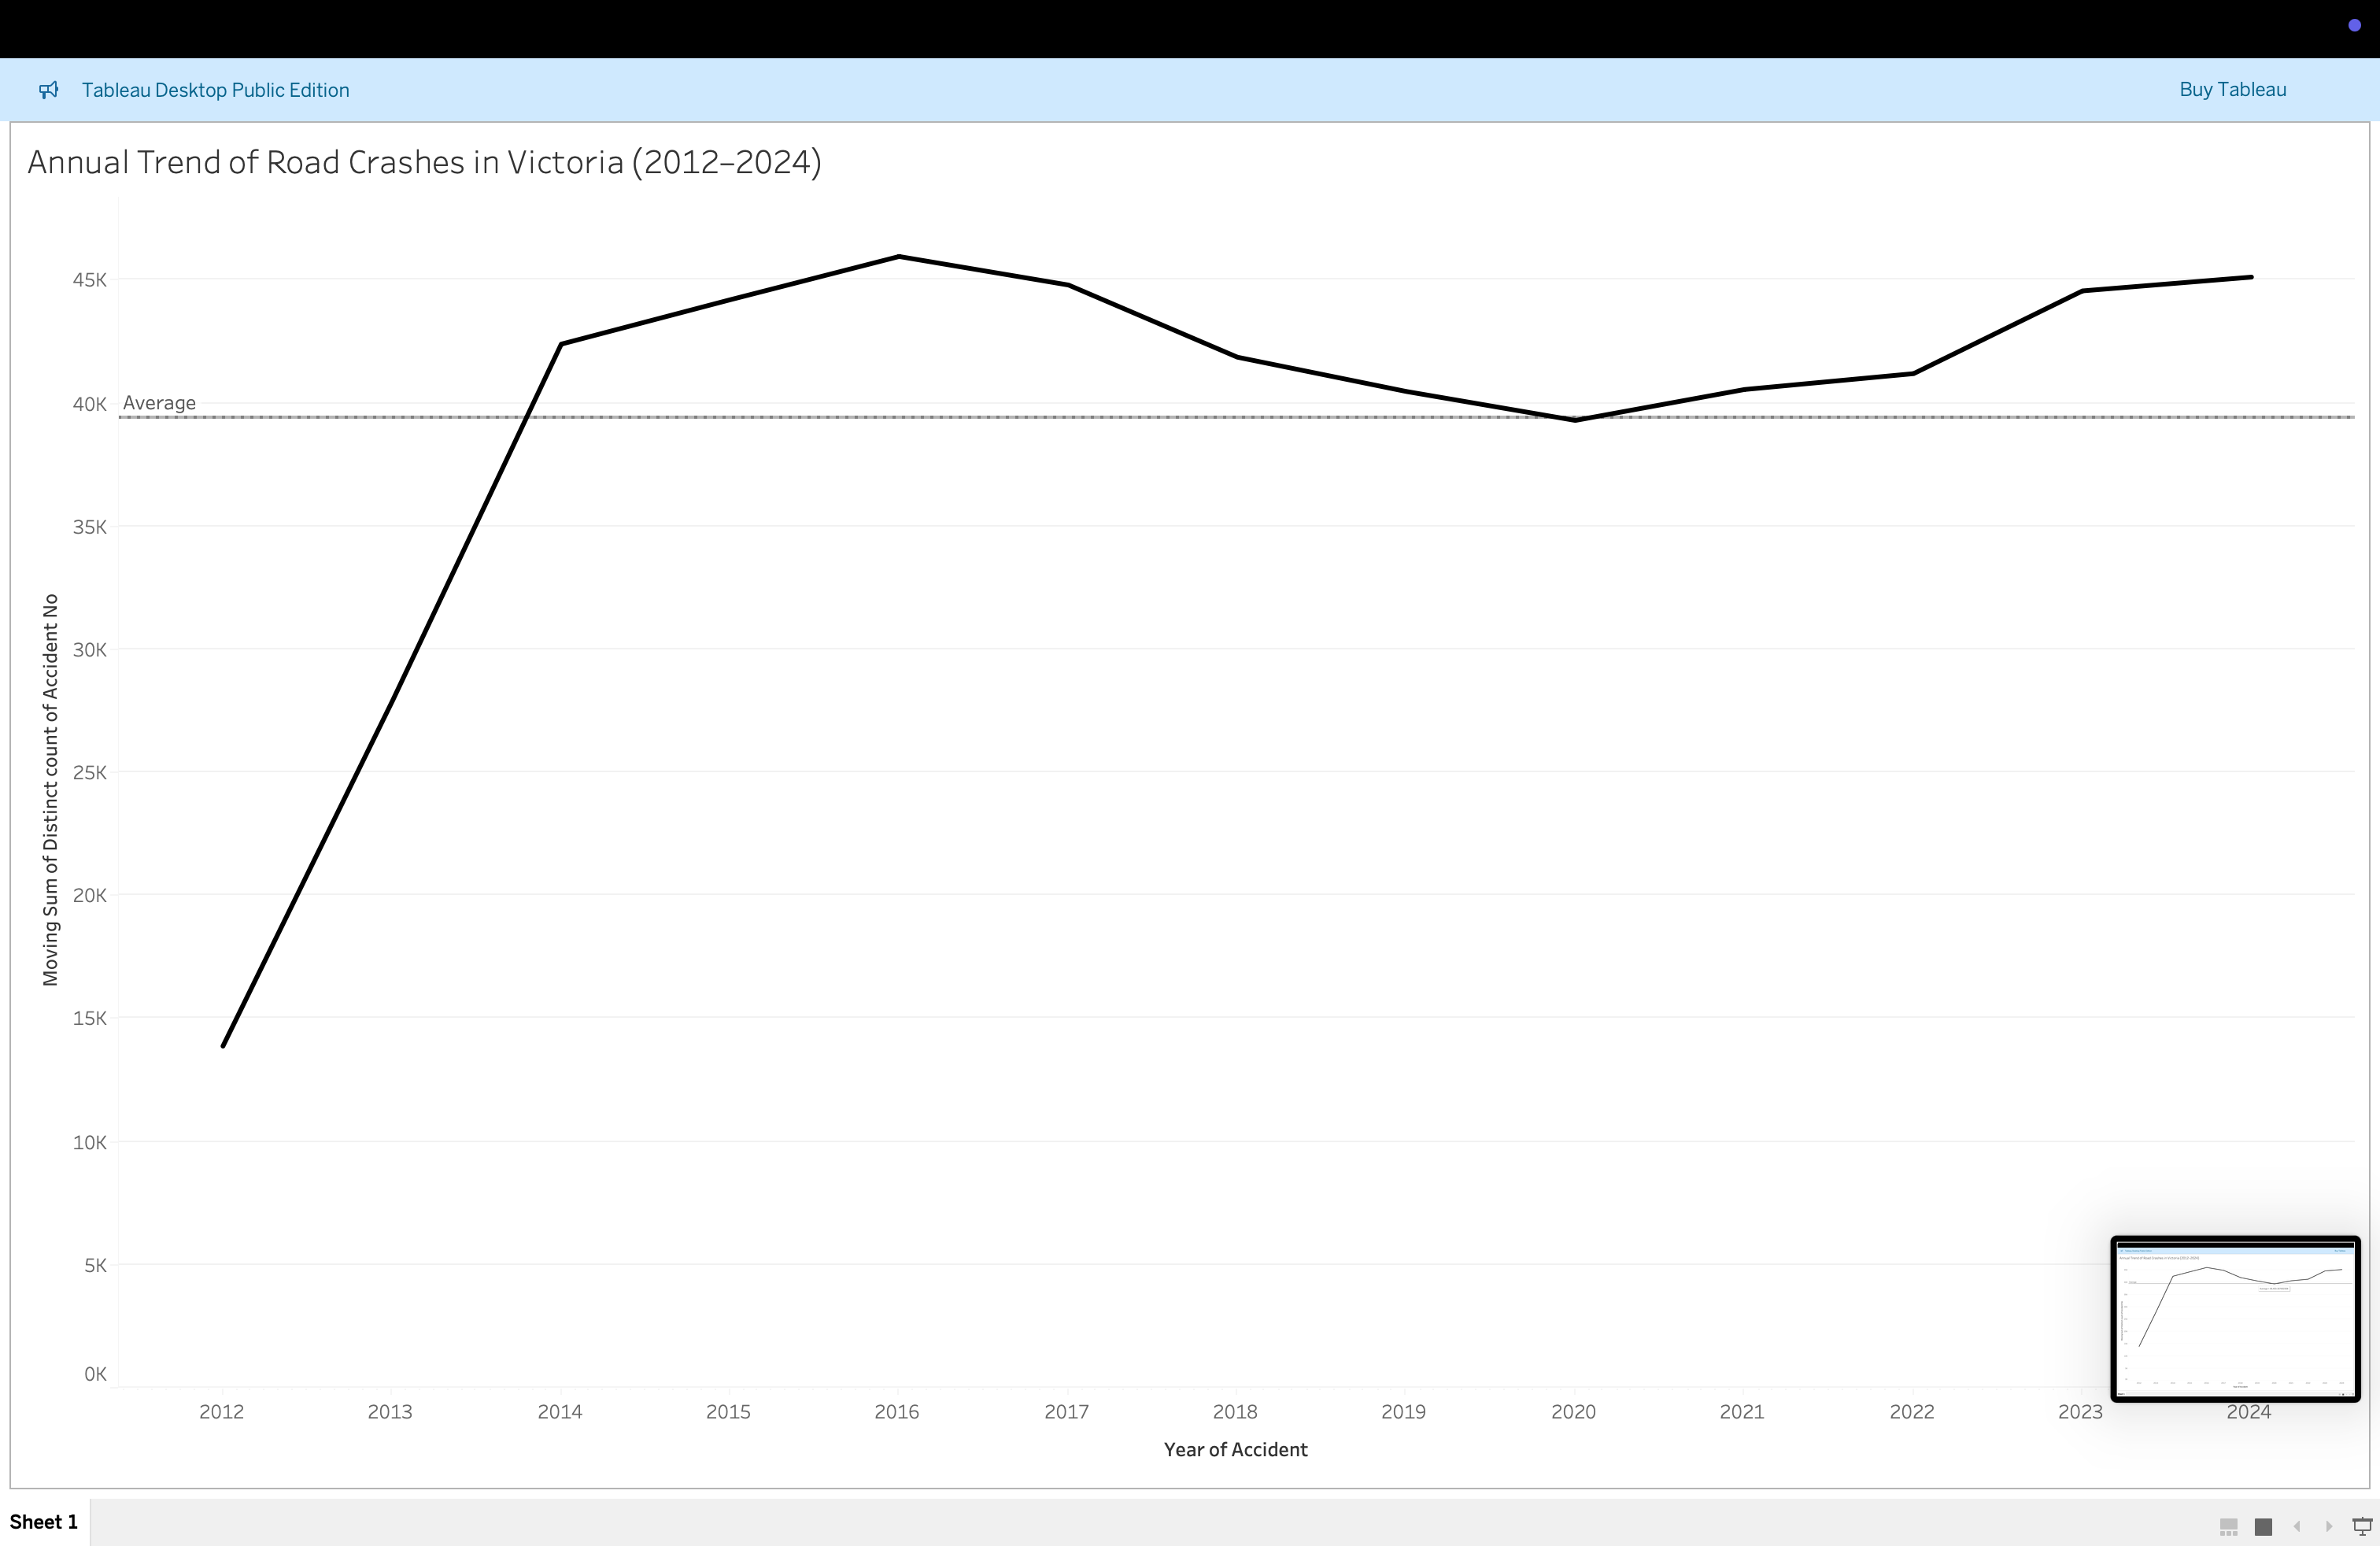 Tableau Desktop Public Edition
Buy Tableau
Annual Trend of Road Crashes in Victoria (2012–2024)
45K
40K
Average
35K
30K
25K
20K
15K
10K
5K
0K
Moving Sum of Distinct count of Accident No
2012 2013 2014 2015 2016 2017 2018 2019 2020 2021 2022 2023 2024
Year of Accident
Sheet 1